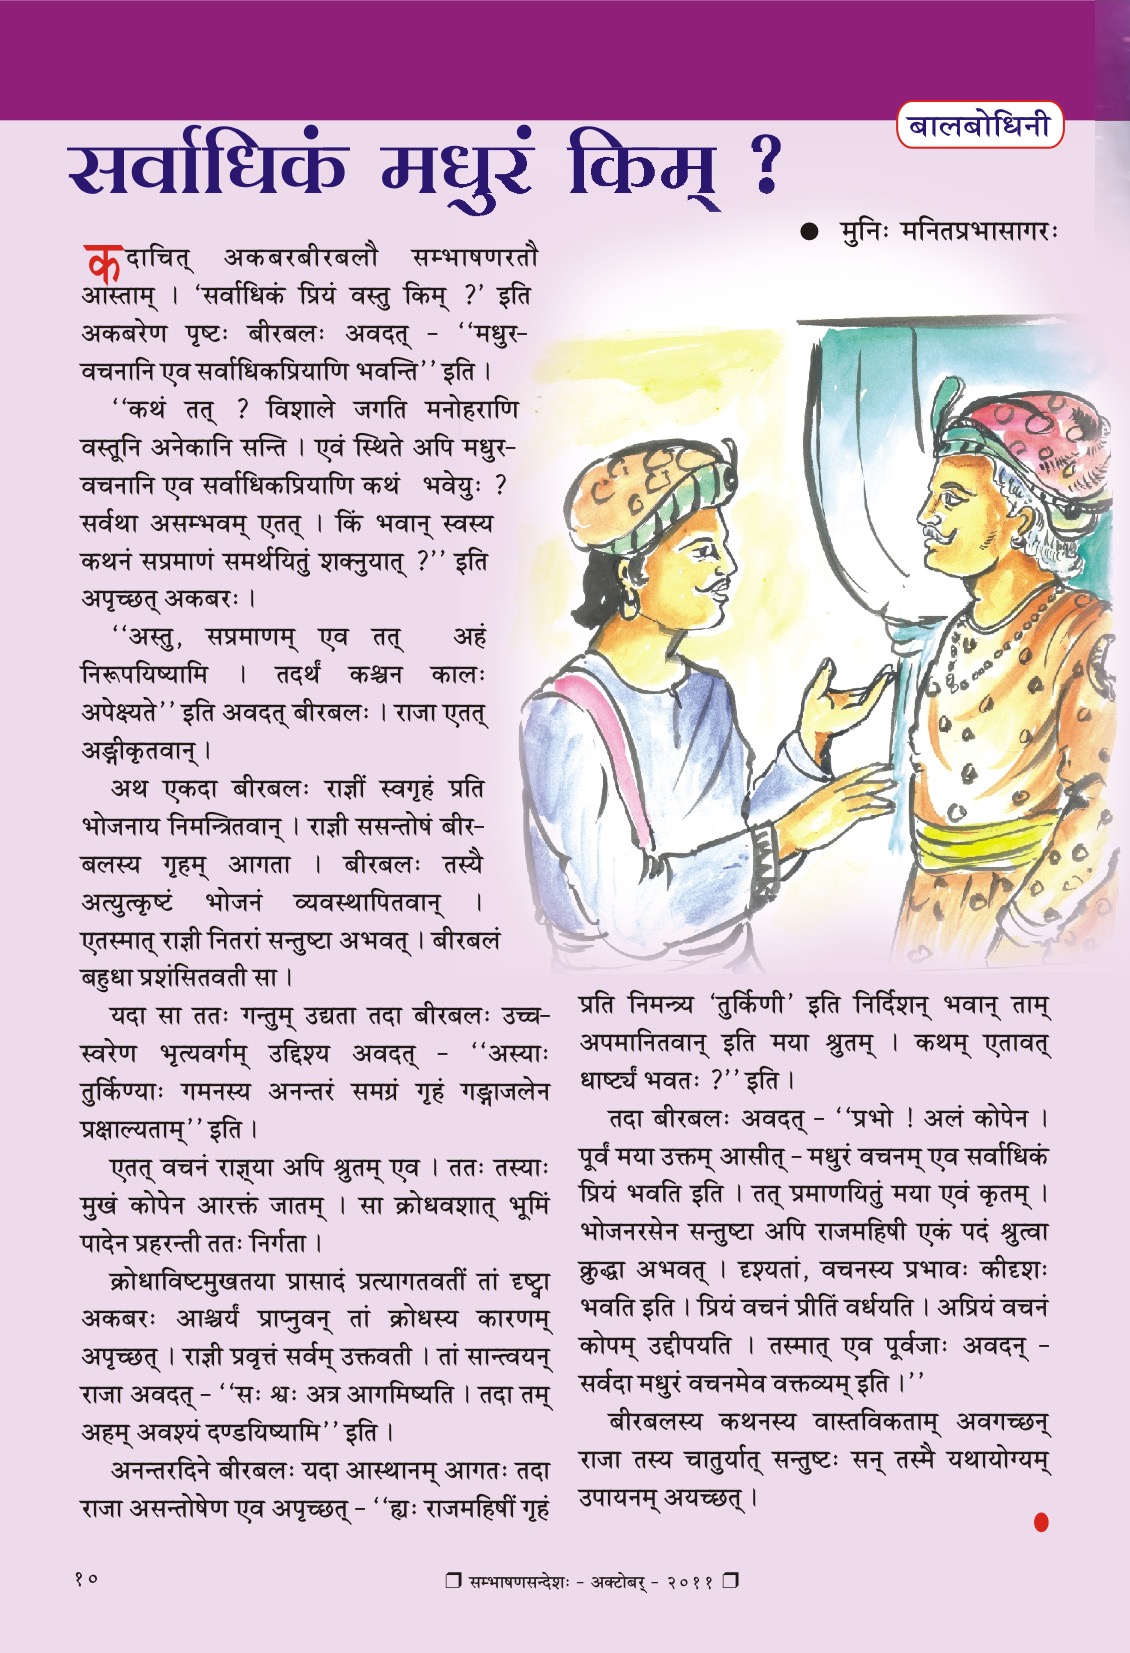 बालबोधिनी
सर्वाधिकं मधुरं किम् ?
● मुनिः मनितप्रभासागरः
कदाचित् अकबरबीरबलौ सम्भाषणरतौ
आस्ताम् । ‘सर्वाधिकं प्रियं वस्तु किम् ?’ इति
अकबरेण पृष्टः बीरबलः अवदत् – ‘‘मधुर–
वचनानि एव सर्वाधिकप्रियाणि भवन्ति’’ इति ।
‘‘कथं तत् ? विशाले जगति मनोहराणि
वस्तूनि अनेकानि सन्ति । एवं स्थिते अपि मधुर–
वचनानि एव सर्वाधिकप्रियाणि कथं भवेयुः ?
सर्वथा असम्भवम् एतत् । किं भवान् स्वस्य
कथनं सप्रमाणं समर्थयितुं शक्नुयात् ?’’ इति
अपृच्छत् अकबरः ।
‘‘अस्तु, सप्रमाणम् एव तत् अहं
निरूपयिष्यामि । तदर्थं कश्चन कालः
अपेक्ष्यते’’ इति अवदत् बीरबलः । राजा एतत्
अङ्गीकृतवान् ।
अथ एकदा बीरबलः राज्ञीं स्वगृहं प्रति
भोजनाय निमन्त्रितवान् । राज्ञी ससन्तोषं बीर–
बलस्य गृहम् आगता । बीरबलः तस्यै
अत्युत्कृष्टं भोजनं व्यवस्थापितवान् ।
एतस्मात् राज्ञी नितरां सन्तुष्टा अभवत् । बीरबलं
बहुधा प्रशंसितवती सा ।
यदा सा ततः गन्तुम् उद्यता तदा बीरबलः उच्च–
स्वरेण भृत्यवर्गम् उद्दिश्य अवदत् – ‘‘अस्याः
तुर्किण्याः गमनस्य अनन्तरं समग्रं गृहं गङ्गाजलेन
प्रक्षाल्यताम्’’ इति ।
एतत् वचनं राज्ञ्या अपि श्रुतम् एव । ततः तस्याः
मुखं कोपेन आरक्तं जातम् । सा क्रोधवशात् भूमिं
पादेन प्रहरन्ती ततः निर्गता ।
क्रोधाविष्टमुखतया प्रासादं प्रत्यागतवतीं तां दृष्ट्वा
अकबरः आश्चर्यं प्राप्नुवन् तां क्रोधस्य कारणम्
अपृच्छत् । राज्ञी प्रवृत्तं सर्वम् उक्तवती । तां सान्त्वयन्
राजा अवदत् – ‘‘सः श्वः अत्र आगमिष्यति । तदा तम्
अहम् अवश्यं दण्डयिष्यामि’’ इति ।
अनन्तरदिने बीरबलः यदा आस्थानम् आगतः तदा
राजा असन्तोषेण एव अपृच्छत् – ‘‘ह्यः राजमहिषीं गृहं
प्रति निमन्त्र्य ‘तुर्किणी’ इति निर्दिशन् भवान् ताम्
अपमानितवान् इति मया श्रुतम् । कथम् एतावत्
धार्ष्ट्यं भवतः ?’’ इति ।
तदा बीरबलः अवदत् – ‘‘प्रभो ! अलं कोपेन ।
पूर्वं मया उक्तम् आसीत् – मधुरं वचनम् एव सर्वाधिकं
प्रियं भवति इति । तत् प्रमाणयितुं मया एवं कृतम् ।
भोजनरसेन सन्तुष्टा अपि राजमहिषी एकं पदं श्रुत्वा
क्रुद्धा अभवत् । दृश्यतां, वचनस्य प्रभावः कीदृशः
भवति इति । प्रियं वचनं प्रीतिं वर्धयति । अप्रियं वचनं
कोपम् उद्दीपयति । तस्मात् एव पूर्वजाः अवदन् –
सर्वदा मधुरं वचनमेव वक्तव्यम् इति ।’’
बीरबलस्य कथनस्य वास्तविकताम् अवगच्छन्
राजा तस्य चातुर्यात् सन्तुष्टः सन् तस्मै यथायोग्यम्
उपायनम् अयच्छत् ।
१०
❐ सम्भाषणसन्देशः – अक्टोबर् – २०११ ❐